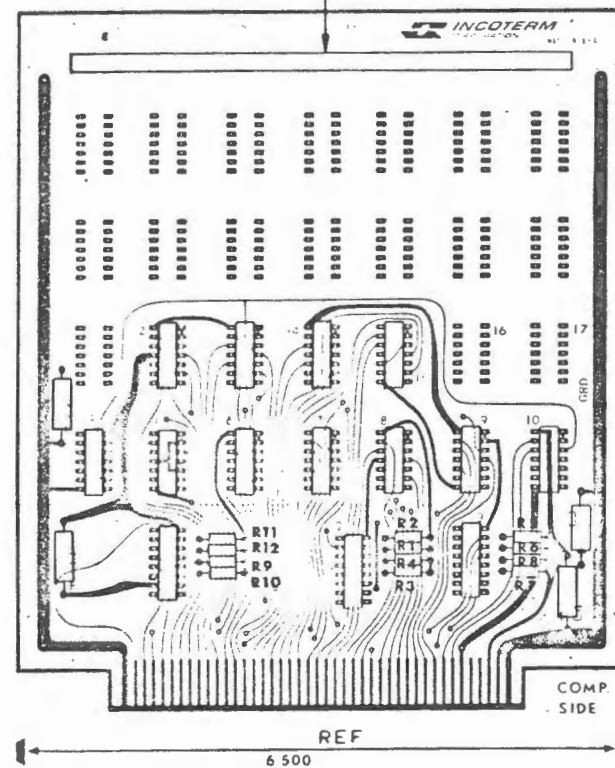 INCOTERM
16
17
GRD
8
9
10
R11
R12
R9
R10
R2
R1
R4
R3
R6
R8
R7
COMP.
SIDE
REF
6 500